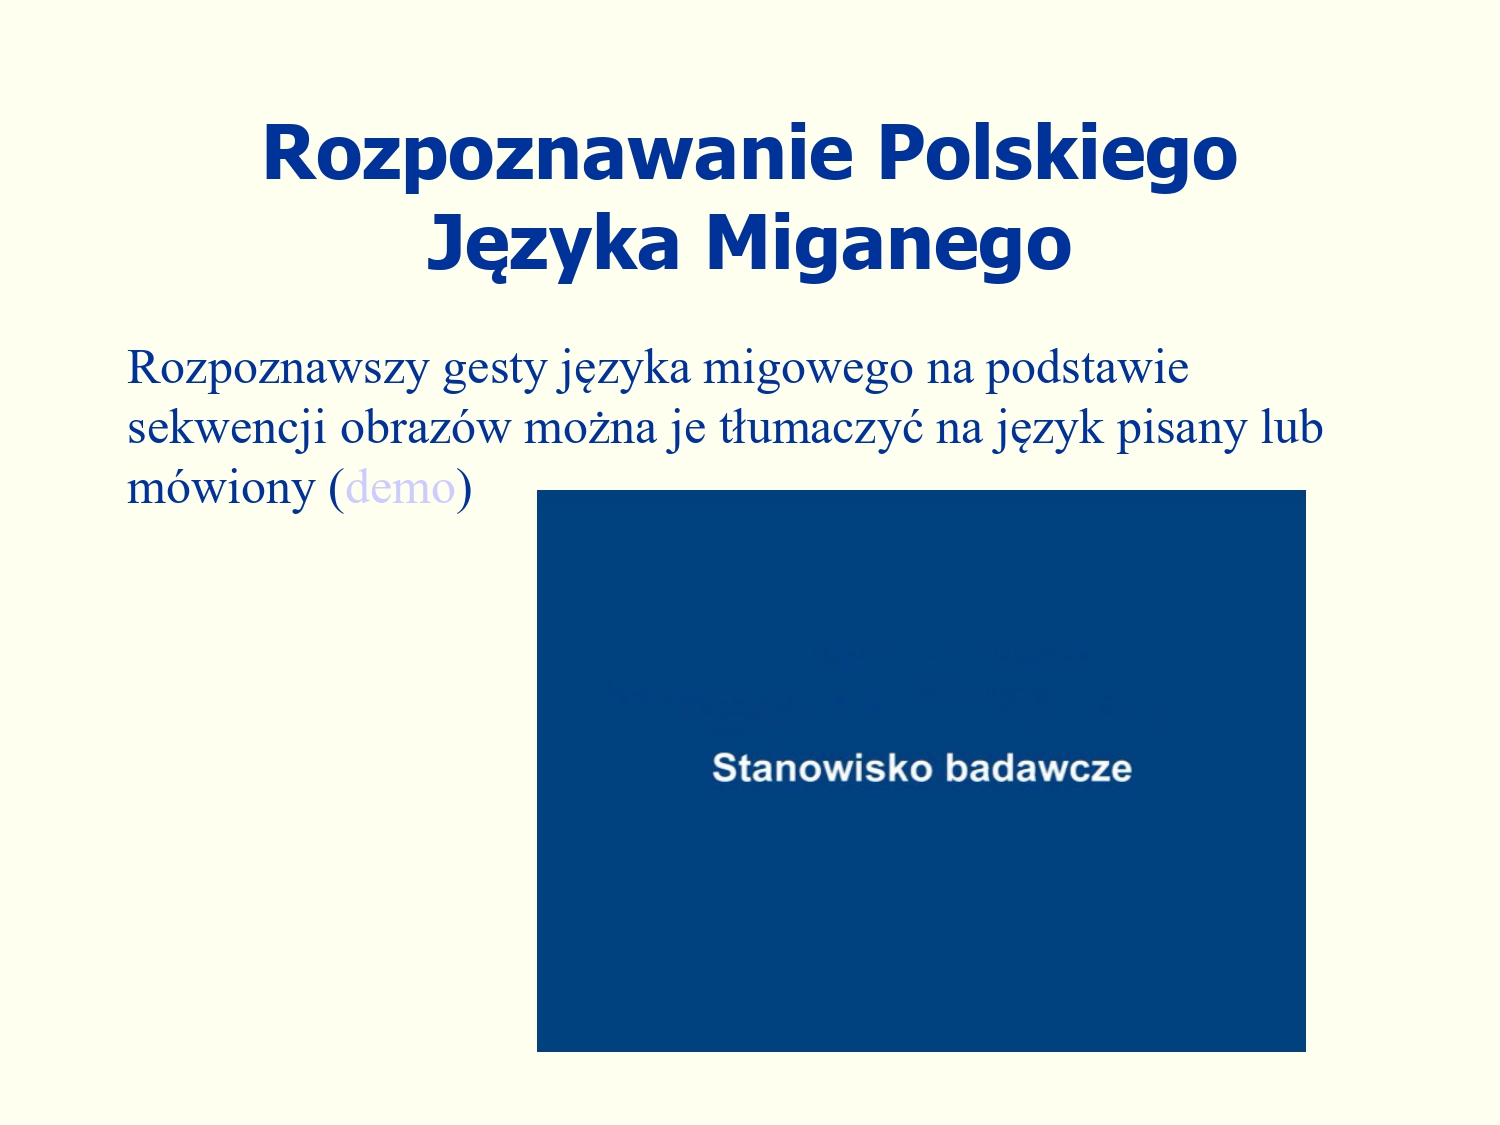 Rozpoznawanie Polskiego
Języka Miganego
Rozpoznawszy gesty języka migowego na podstawie
sekwencji obrazów można je tłumaczyć na język pisany lub
mówiony (demo)
Stanowisko badawcze